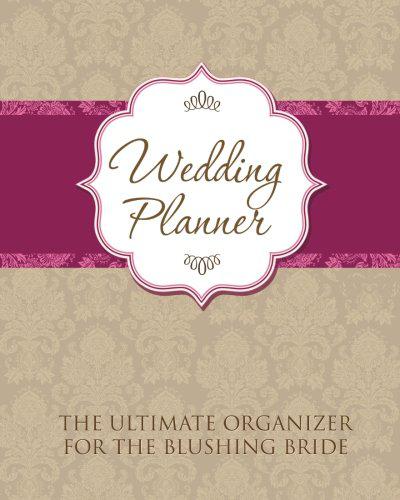 Wedding
Planner
THE ULTIMATE ORGANIZER
FOR THE BLUSHING BRIDE